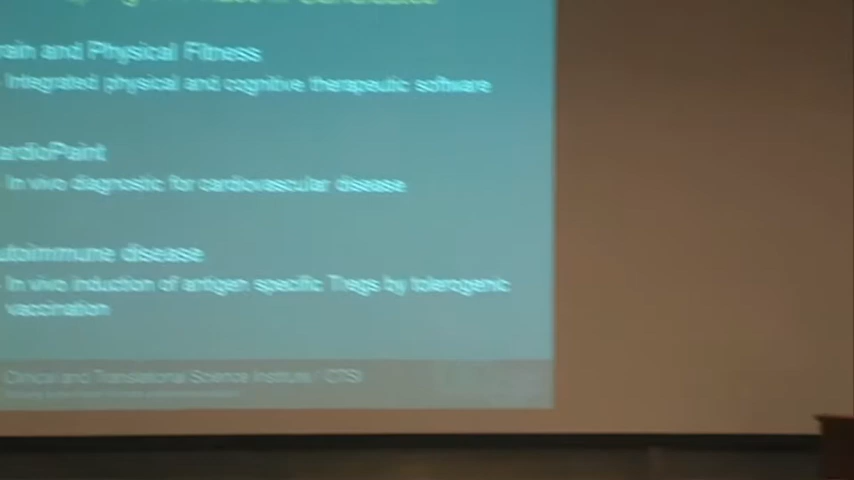 rain and Physical Fitness
Integrated physical and cognitive therapeutic software
ardioPaint
In vivo diagnostic for cardiovascular disease
utoimmune disease
In vivo induction of antigen specific Tregs by tolerogenic
vaccination
Clinical and Translational Science Institute / CTSI